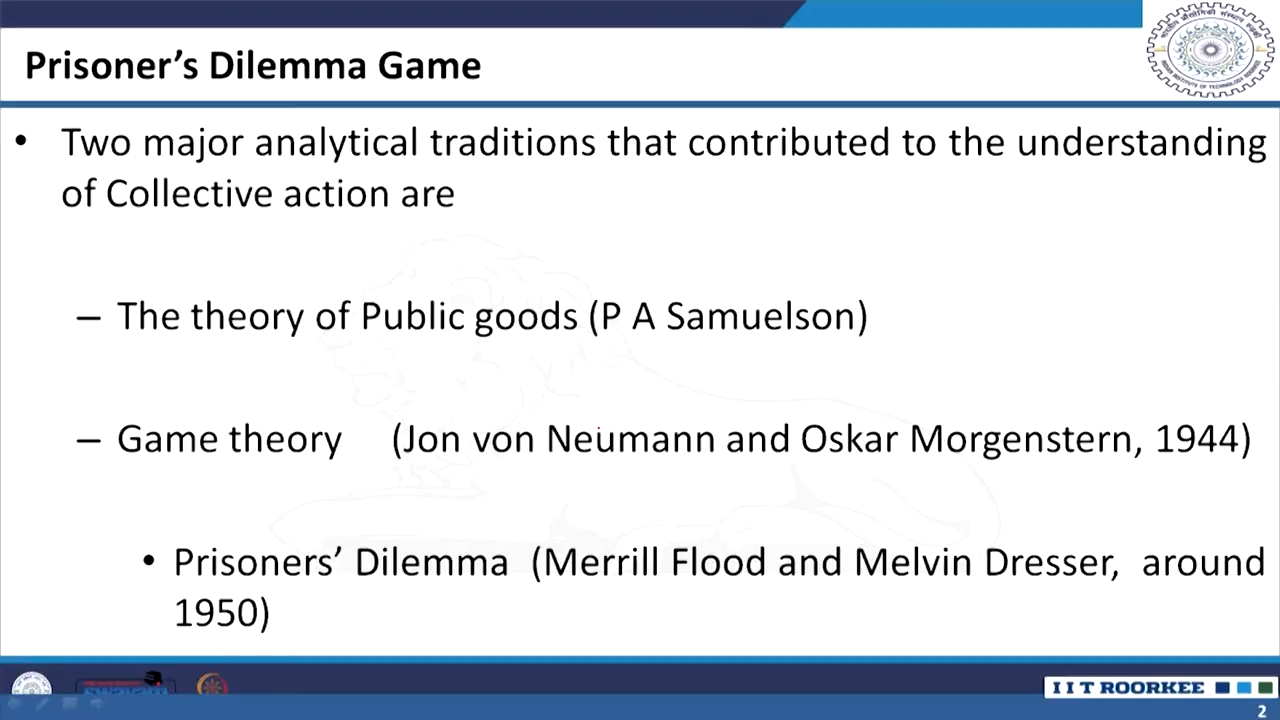 Prisoner’s Dilemma Game
• Two major analytical traditions that contributed to the understanding
of Collective action are
– The theory of Public goods (P A Samuelson)
– Game theory (Jon von Neumann and Oskar Morgenstern, 1944)
• Prisoners’ Dilemma (Merrill Flood and Melvin Dresser, around
1950)
swayam
IIT ROORKEE
2